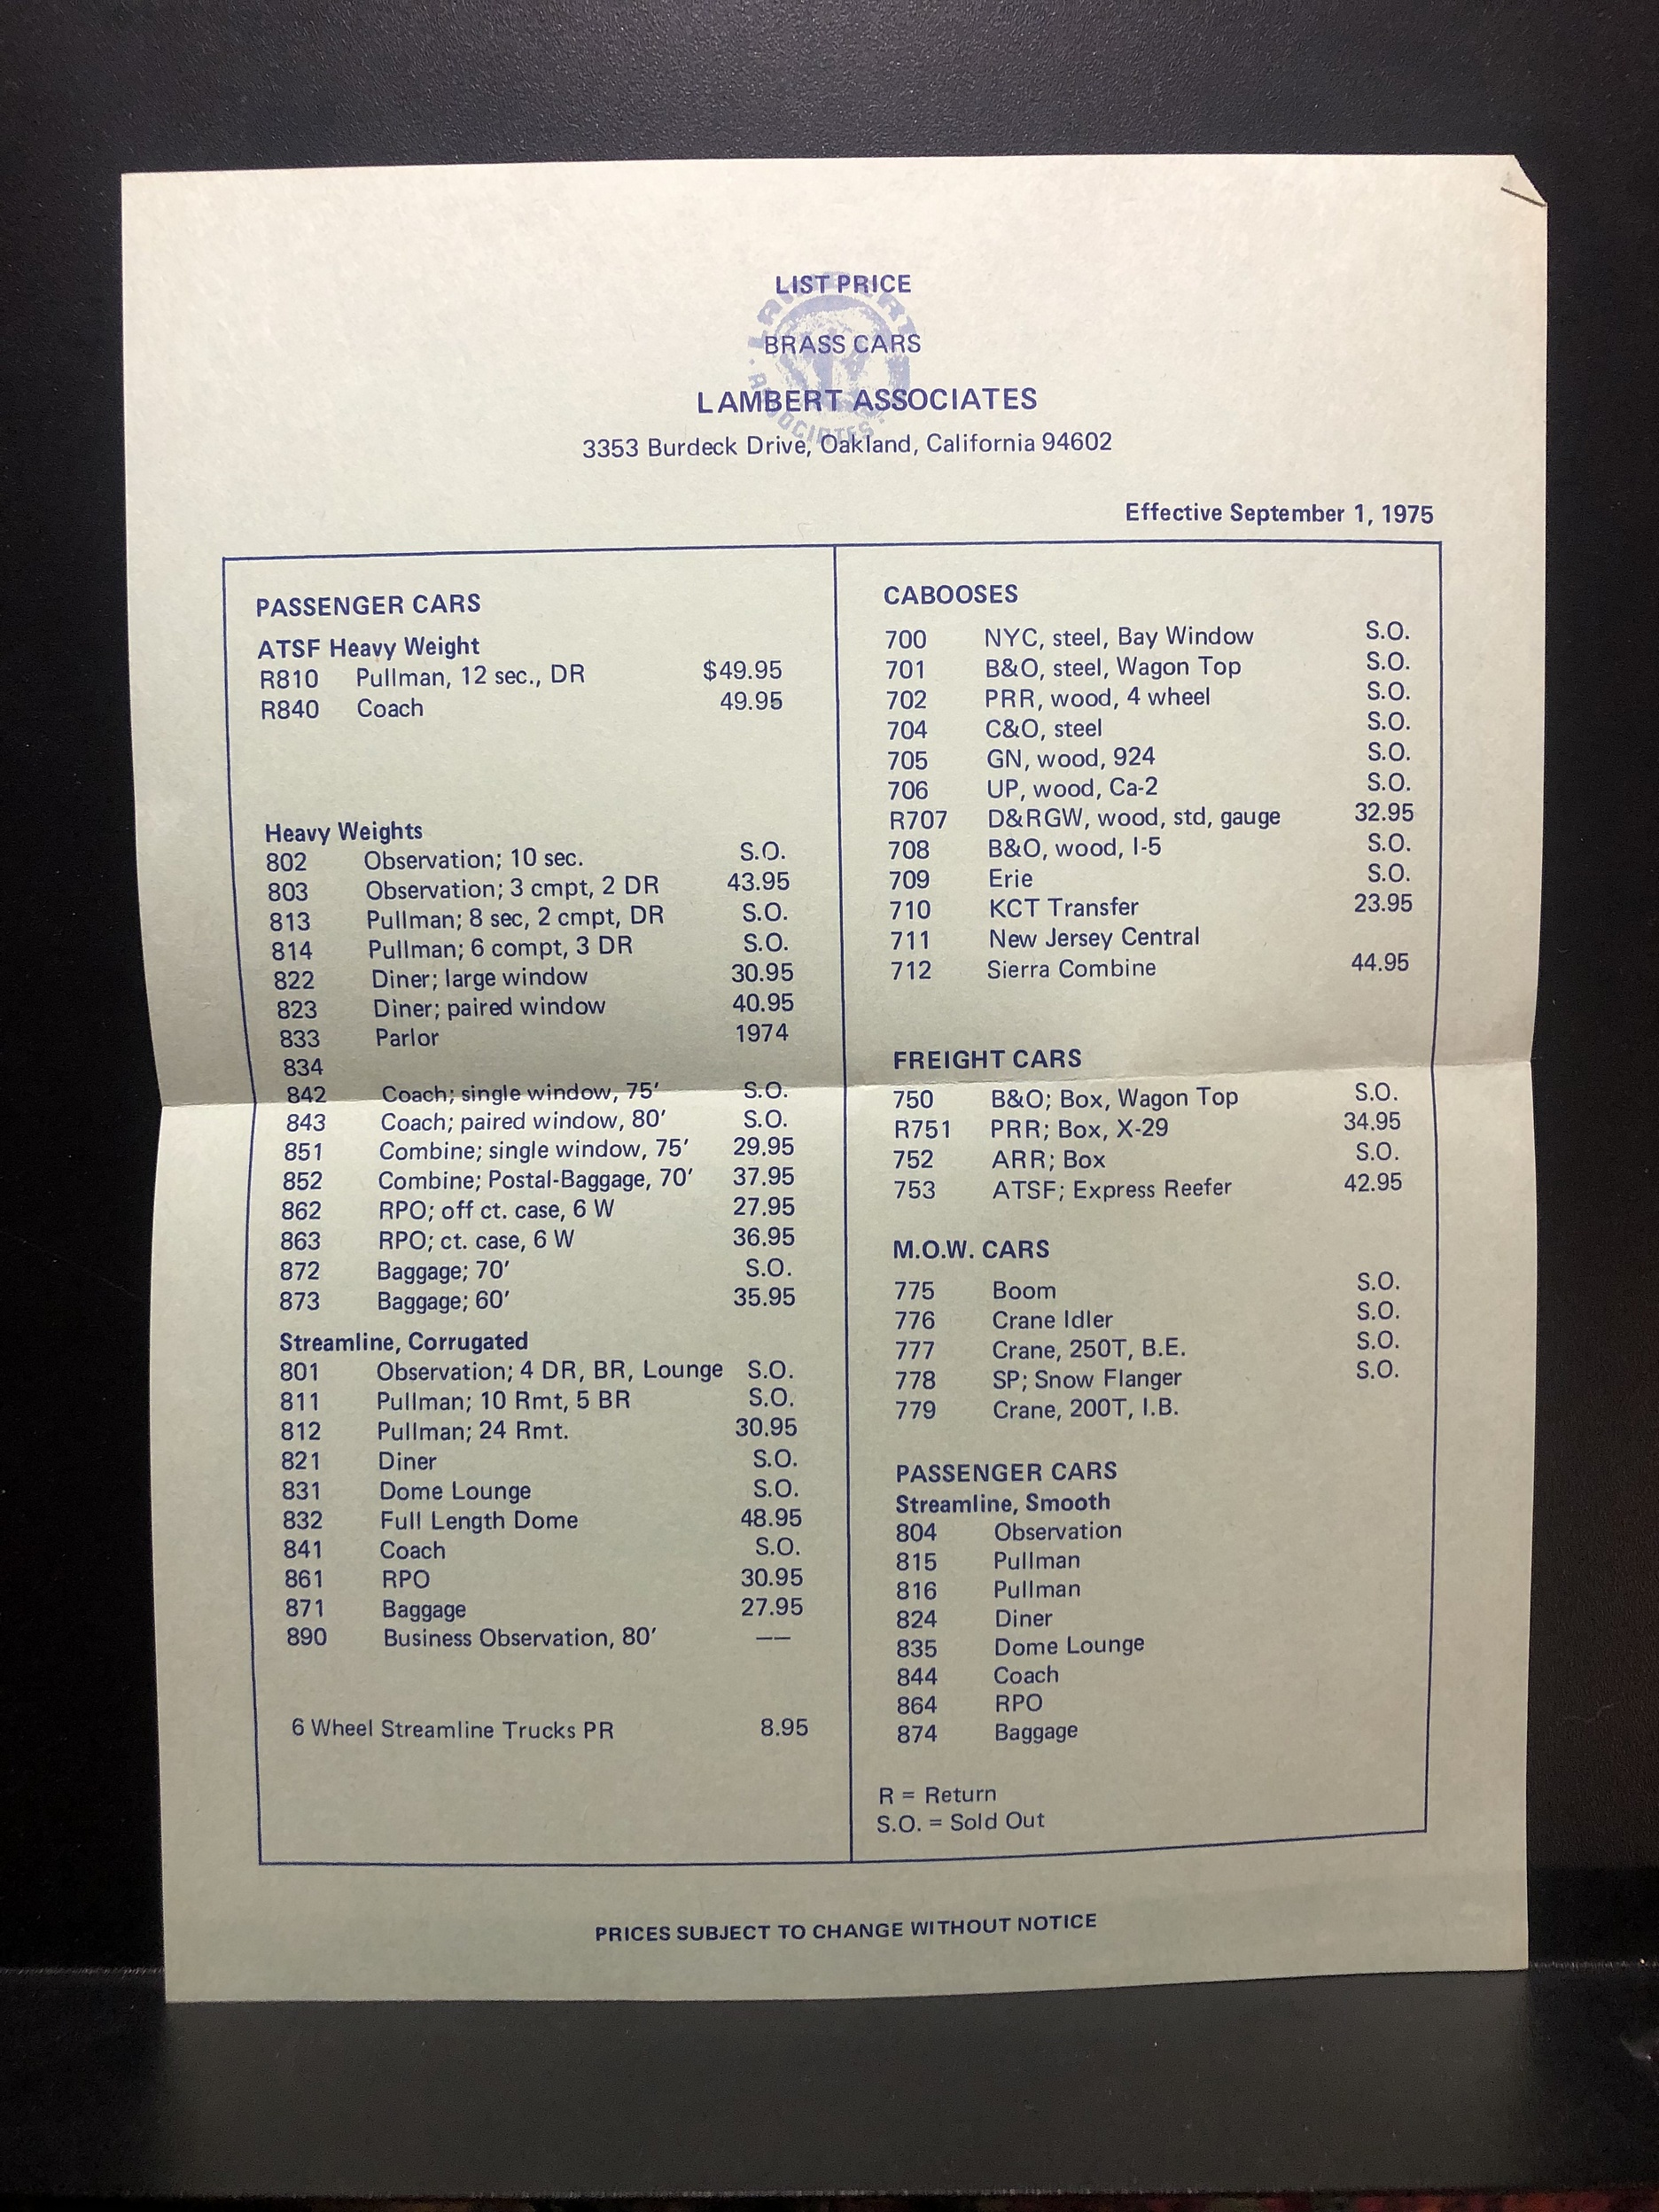 LIST PRICE
BRASS CARS
LAMBERT ASSOCIATES
LAMBERT ASSOCIATES
3353 Burdeck Drive, Oakland, California 94602
Effective September 1, 1975
PASSENGER CARS
ATSF Heavy Weight
R810 Pullman, 12 sec., DR $49.95
R840 Coach 49.95
Heavy Weights
802 Observation; 10 sec. S.O.
803 Observation; 3 cmpt, 2 DR 43.95
813 Pullman; 8 sec, 2 cmpt, DR S.O.
814 Pullman; 6 compt, 3 DR S.O.
822 Diner; large window 30.95
823 Diner; paired window 40.95
833 Parlor 1974
834
842 Coach; single window, 75′ S.O.
843 Coach; paired window, 80′ S.O.
851 Combine; single window, 75′ 29.95
852 Combine; Postal-Baggage, 70′ 37.95
862 RPO; off ct. case, 6 W 27.95
863 RPO; ct. case, 6 W 36.95
872 Baggage; 70′ S.O.
873 Baggage; 60′ 35.95
Streamline, Corrugated
801 Observation; 4 DR, BR, Lounge S.O.
811 Pullman; 10 Rmt, 5 BR S.O.
812 Pullman; 24 Rmt. 30.95
821 Diner S.O.
831 Dome Lounge S.O.
832 Full Length Dome 48.95
841 Coach S.O.
861 RPO 30.95
871 Baggage 27.95
890 Business Observation, 80′ ——
6 Wheel Streamline Trucks PR 8.95
CABOOSES
700 NYC, steel, Bay Window S.O.
701 B&O, steel, Wagon Top S.O.
702 PRR, wood, 4 wheel S.O.
704 C&O, steel S.O.
705 GN, wood, 924 S.O.
706 UP, wood, Ca-2 S.O.
R707 D&RGW, wood, std, gauge 32.95
708 B&O, wood, I-5 S.O.
709 Erie S.O.
710 KCT Transfer 23.95
711 New Jersey Central
712 Sierra Combine 44.95
FREIGHT CARS
750 B&O; Box, Wagon Top S.O.
R751 PRR; Box, X-29 34.95
752 ARR; Box S.O.
753 ATSF; Express Reefer 42.95
M.O.W. CARS
775 Boom S.O.
776 Crane Idler S.O.
777 Crane, 250T, B.E. S.O.
778 SP; Snow Flanger S.O.
779 Crane, 200T, I.B.
PASSENGER CARS
Streamline, Smooth
804 Observation
815 Pullman
816 Pullman
824 Diner
835 Dome Lounge
844 Coach
864 RPO
874 Baggage
R = Return
S.O. = Sold Out
PRICES SUBJECT TO CHANGE WITHOUT NOTICE